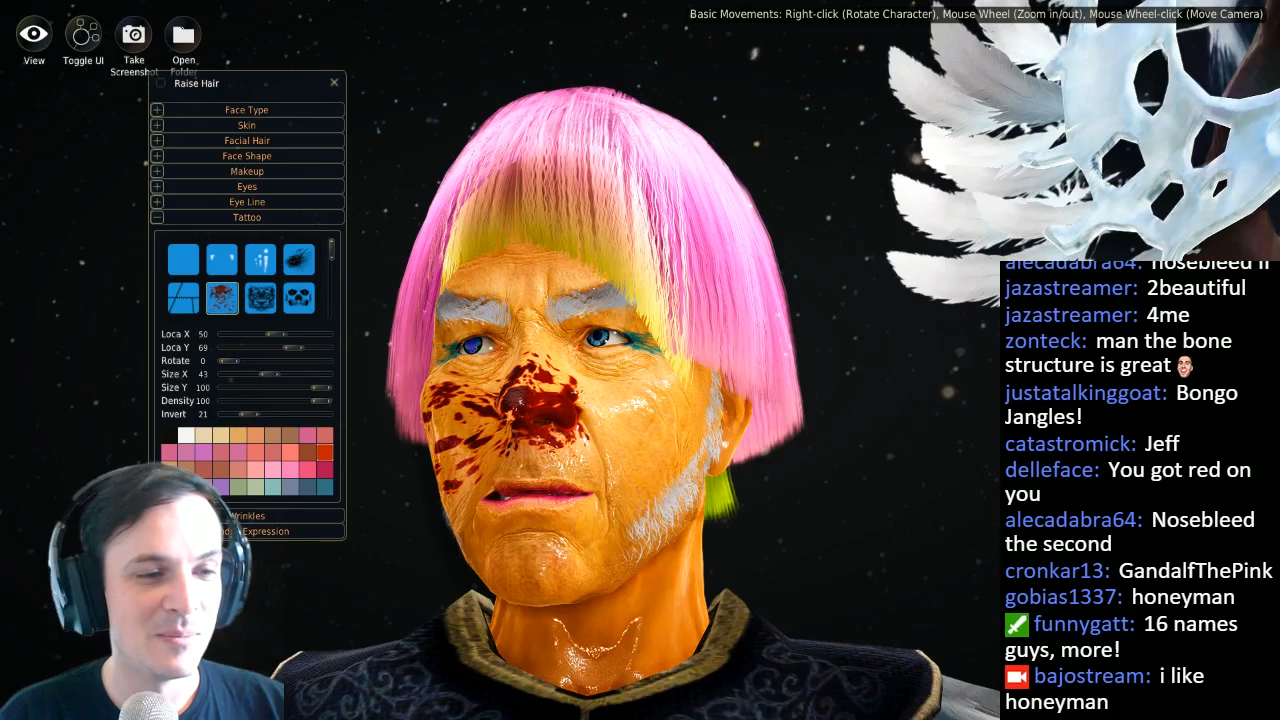 Basic Movements: Right-click (Rotate Character), Mouse Wheel (Zoom in/out), Mouse Wheel-click (Move Camera)
View
Toggle UI
Take
Screenshot
Open
Folder
Raise Hair
Face Type
Skin
Facial Hair
Face Shape
Makeup
Eyes
Eye Line
Tattoo
Loca X 50
Loca Y 69
Rotate 0
Size X 43
Size Y 100
Density 100
Invert 21
Wrinkles
Expression
alecadabra64: nosebleed II
jazastreamer: 2beautiful
jazastreamer: 4me
zonteck: man the bone
structure is great
justatalkinggoat: Bongo
Jangles!
catastromick: Jeff
delleface: You got red on
you
alecadabra64: Nosebleed
the second
cronkar13: GandalfThePink
gobias1337: honeyman
funnygatt: 16 names
guys, more!
bajostream: i like
honeyman